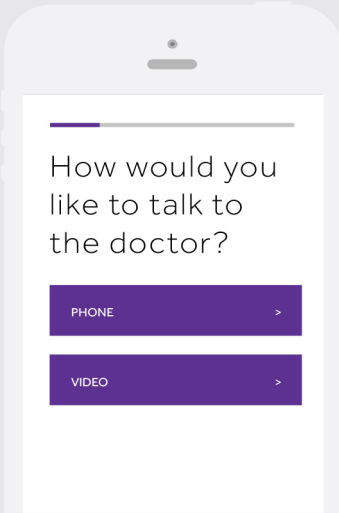 How would you
like to talk to
the doctor?
PHONE >
VIDEO >